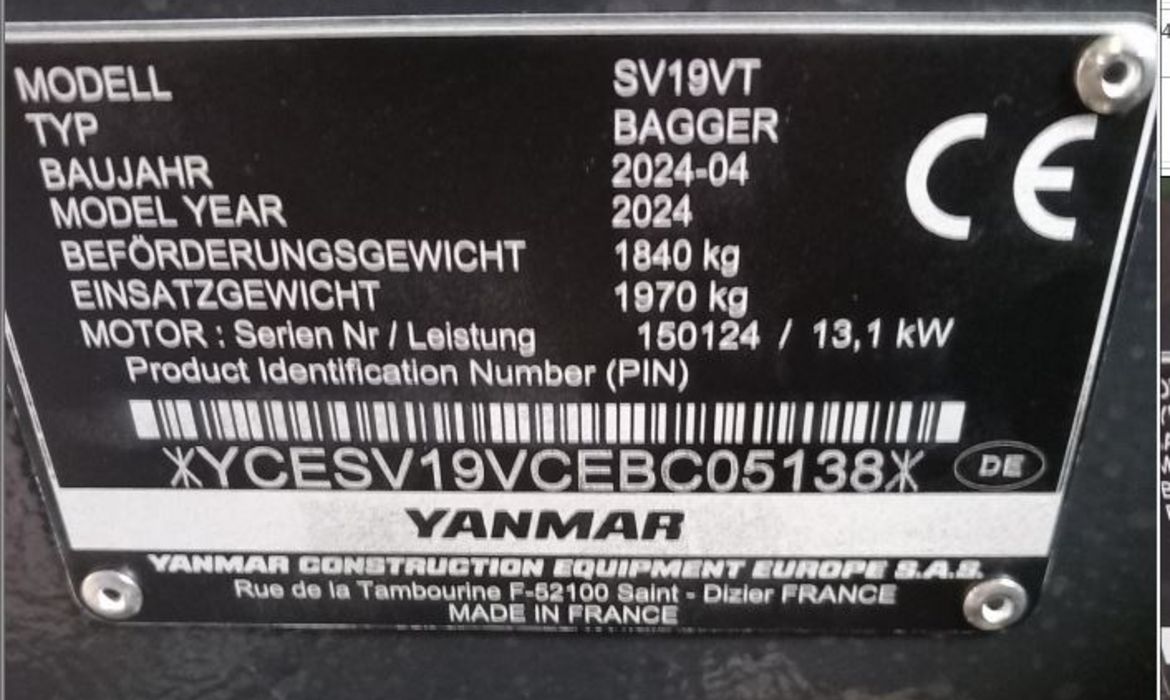 MODELL SV19VT
TYP BAGGER
BAUJAHR 2024-04
MODEL YEAR 2024
BEFÖRDERUNGSGEWICHT 1840 kg
EINSATZGEWICHT 1970 kg
MOTOR : Serien Nr / Leistung 150124 / 13,1 kW
Product Identification Number (PIN)
*YCESV19VCEBC05138*
DE
CE
YANMAR
YANMAR CONSTRUCTION EQUIPMENT EUROPE S.A.S.
Rue de la Tambourine F-52100 Saint - Dizier FRANCE
MADE IN FRANCE